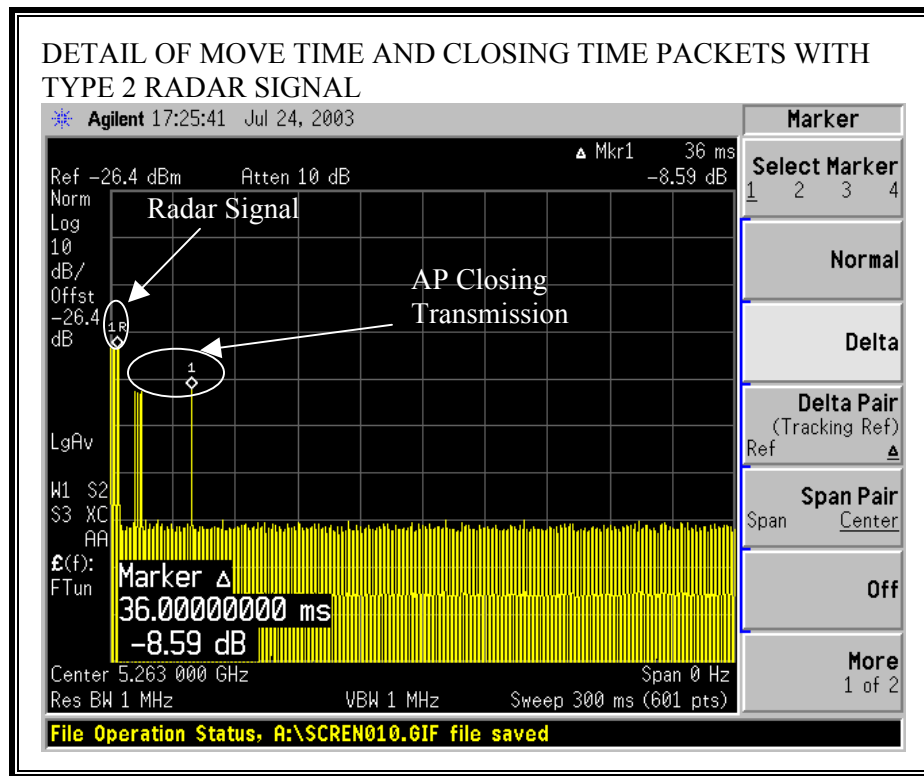 DETAIL OF MOVE TIME AND CLOSING TIME PACKETS WITH
TYPE 2 RADAR SIGNAL
Agilent 17:25:41 Jul 24, 2003
Marker
Δ Mkr1 36 ms
Ref -26.4 dBm Atten 10 dB -8.59 dB
Select Marker
1 2 3 4
Norm
Log
10
dB/
Offst
-26.4
dB
Radar Signal
Normal
AP Closing
Transmission
1R
1
Delta
Delta Pair
(Tracking Ref)
Ref Δ
LgAv
W1 S2
S3 XC
AA
Span Pair
Span Center
£(f):
FTun
Marker Δ
36.00000000 ms
-8.59 dB
Off
Center 5.263 000 GHz Span 0 Hz
Res BW 1 MHz VBW 1 MHz Sweep 300 ms (601 pts)
More
1 of 2
File Operation Status, A:\SCREN010.GIF file saved